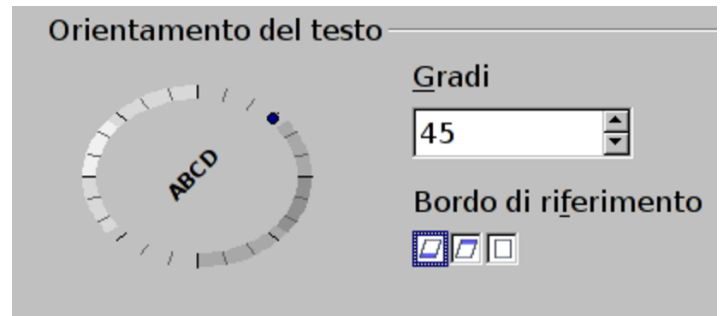 Orientamento del testo
ABCD
Gradi
45
Bordo di riferimento